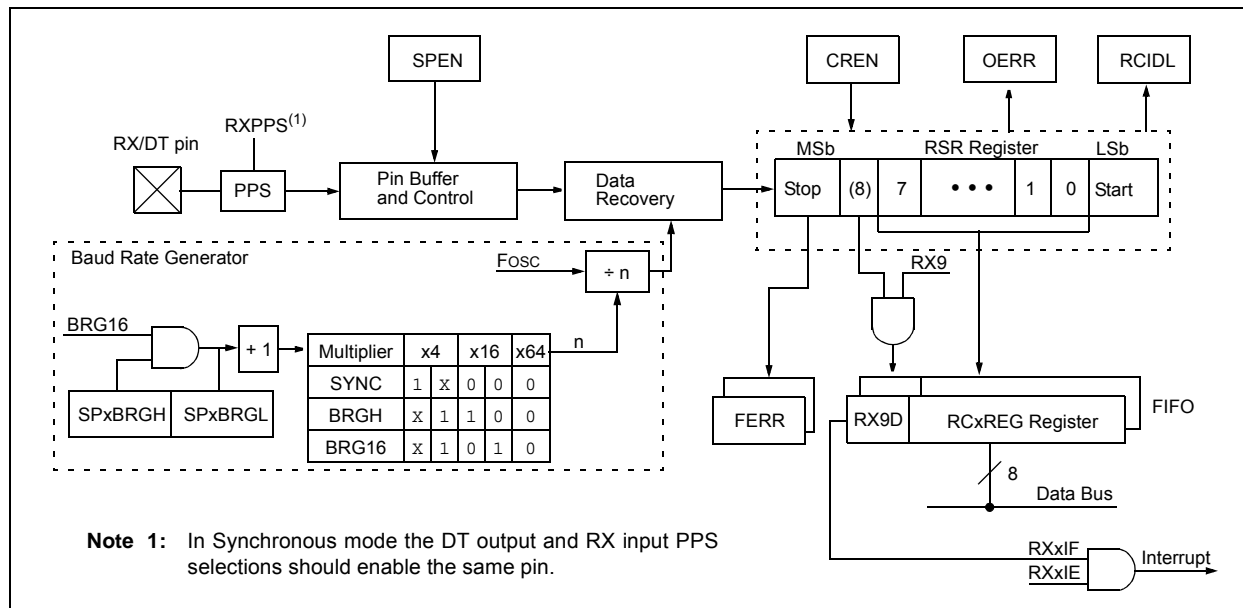 SPEN
CREN
OERR
RCIDL
RXPPS(1)
RX/DT pin
MSb
RSR Register
LSb
PPS
Pin Buffer
and Control
Data
Recovery
Stop (8) 7 • • • 1 0 Start
Baud Rate Generator
FOSC
÷ n
RX9
BRG16
+ 1
n
Multiplier x4 x16 x64
SYNC 1 X 0 0 0
BRGH X 1 1 0 0
BRG16 X 1 0 1 0
SPxBRGH SPxBRGL
FERR
RX9D
RCxREG Register
FIFO
8
Data Bus
Note 1: In Synchronous mode the DT output and RX input PPS
selections should enable the same pin.
RXxIF
RXxIE
Interrupt